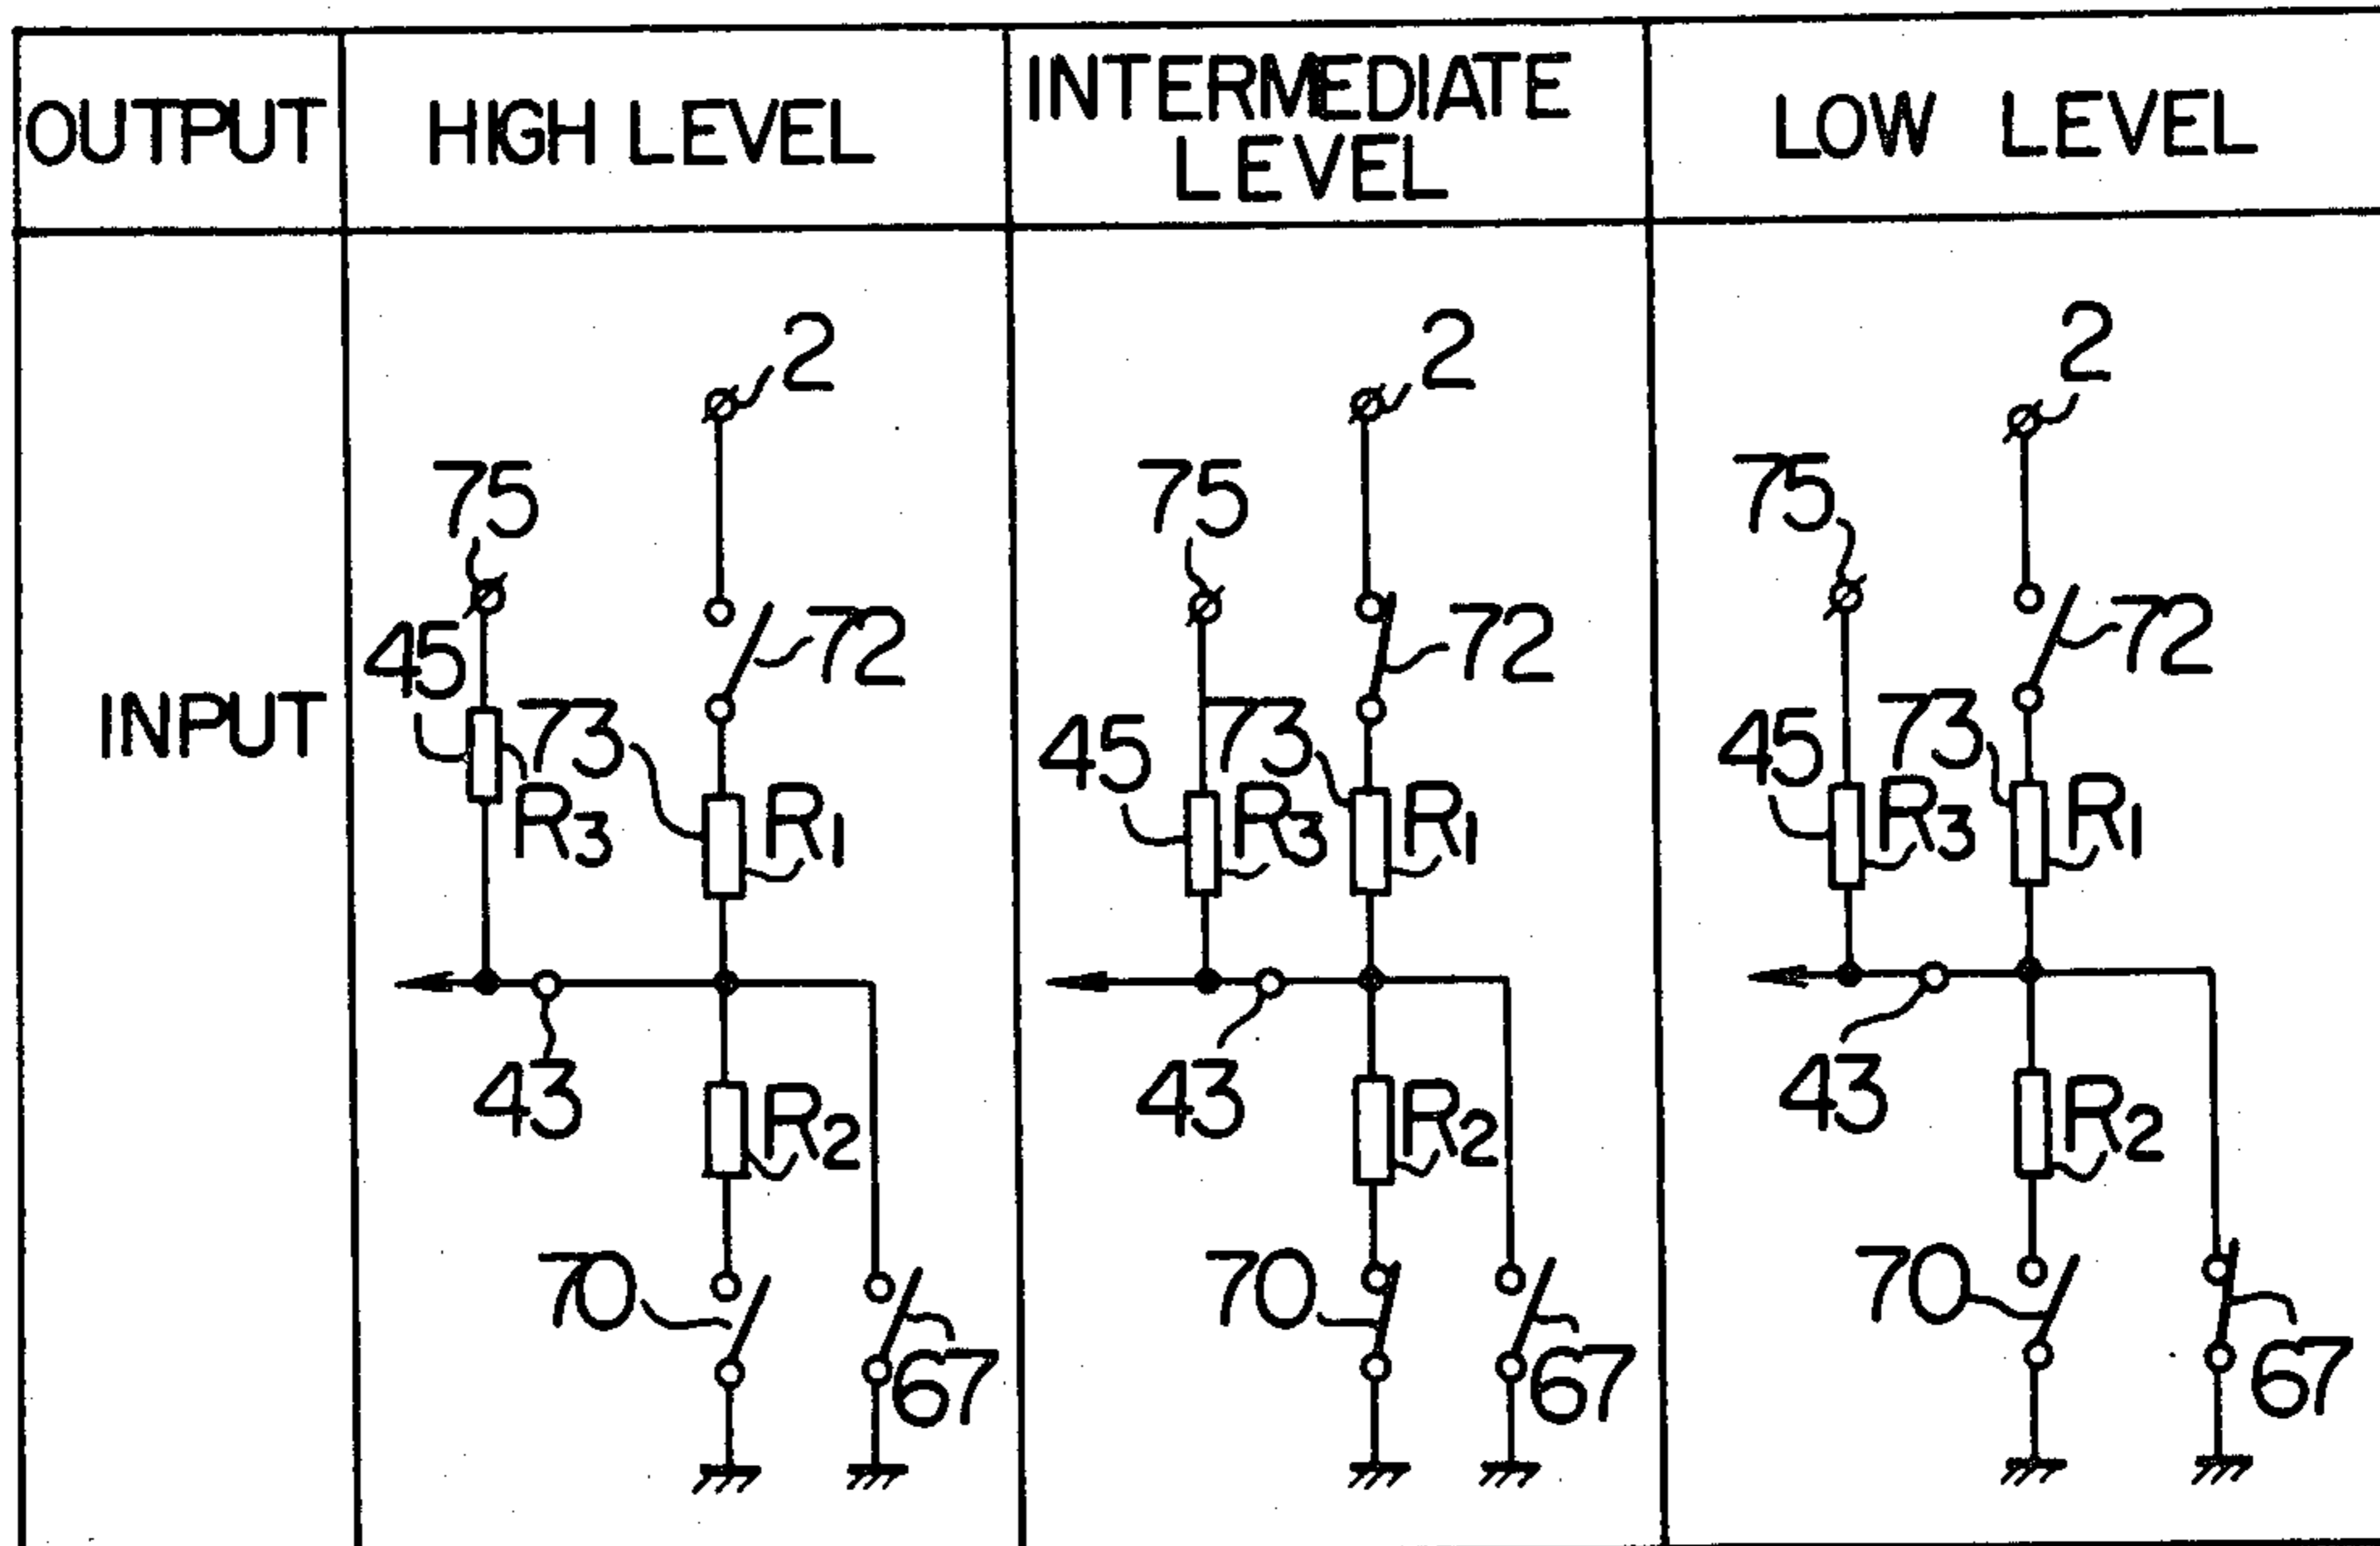 OUTPUT
HIGH LEVEL
INTERMEDIATE
LEVEL
LOW LEVEL
INPUT
2
75
72
45
73
R3
R1
43
R2
70
67
2
75
72
45
73
R3
R1
43
R2
70
67
2
75
72
45
73
R3
R1
43
R2
70
67